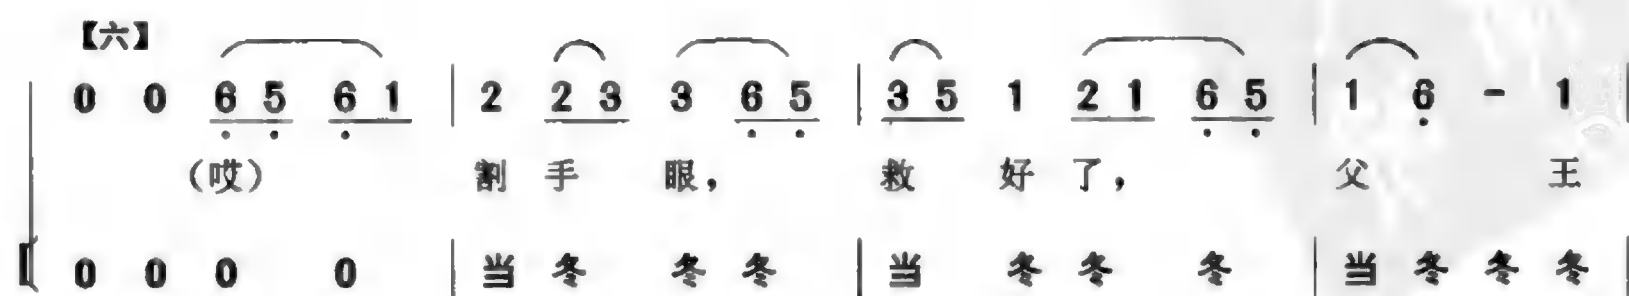 【六】
0 0 6̣ 5̣ 6̣ 1 | 2 2 3 3 6̣ 5̣ | 3 5 1 2 1 6̣ 5̣ | 1 6̣ - 1 |
(哎) 割 手 眼， 救 好 了， 父 王
0 0 0 0 | 当 冬 冬 冬 | 当 冬 冬 冬 | 当 冬 冬 冬 |